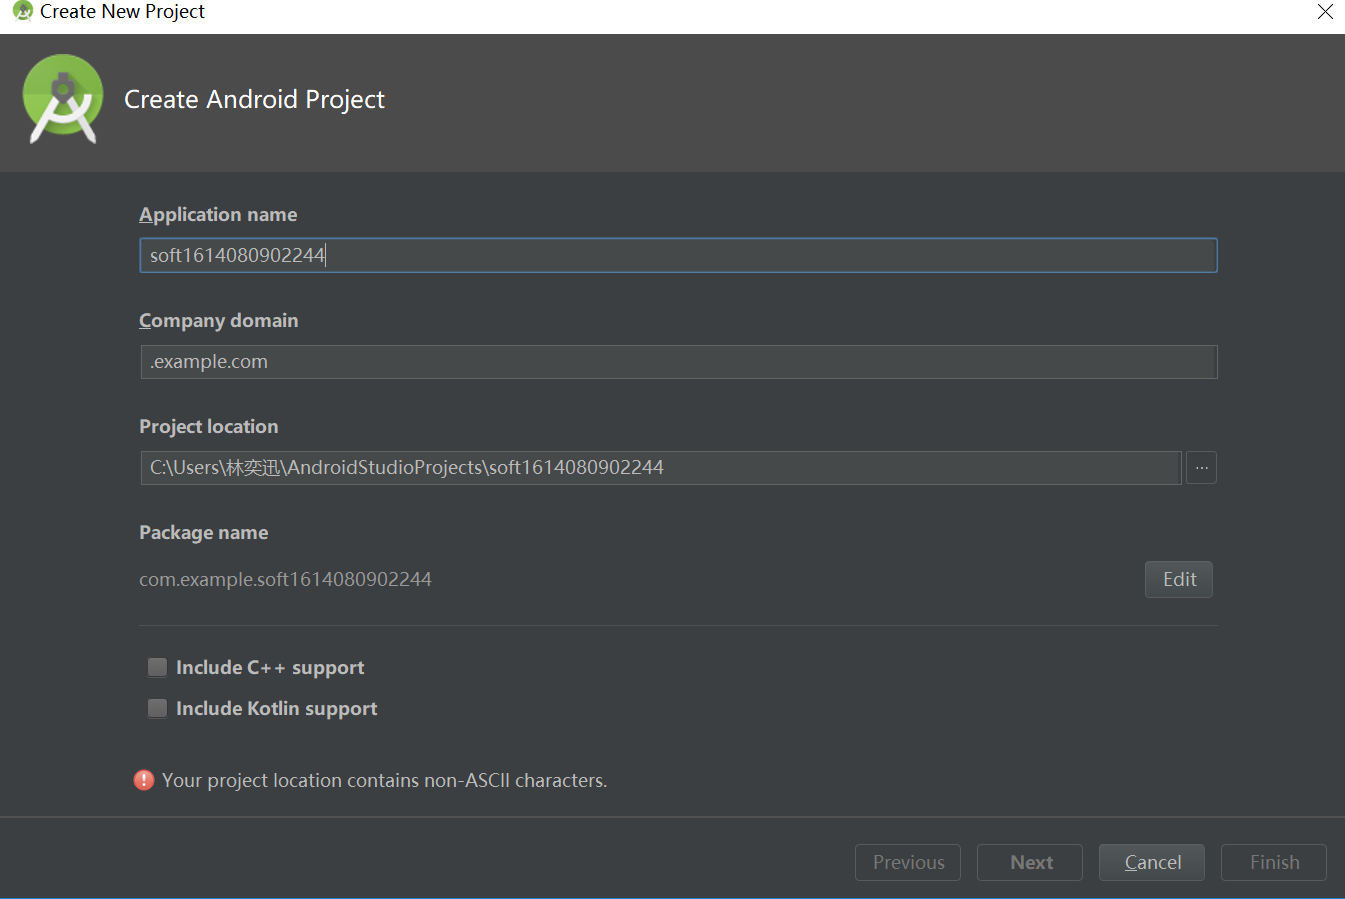 Create New Project
Create Android Project
Application name
soft1614080902244
Company domain
.example.com
Project location
C:\Users\林奕迅\AndroidStudioProjects\soft1614080902244
...
Package name
com.example.soft1614080902244
Edit
Include C++ support
Include Kotlin support
Your project location contains non-ASCII characters.
Previous Next Cancel Finish